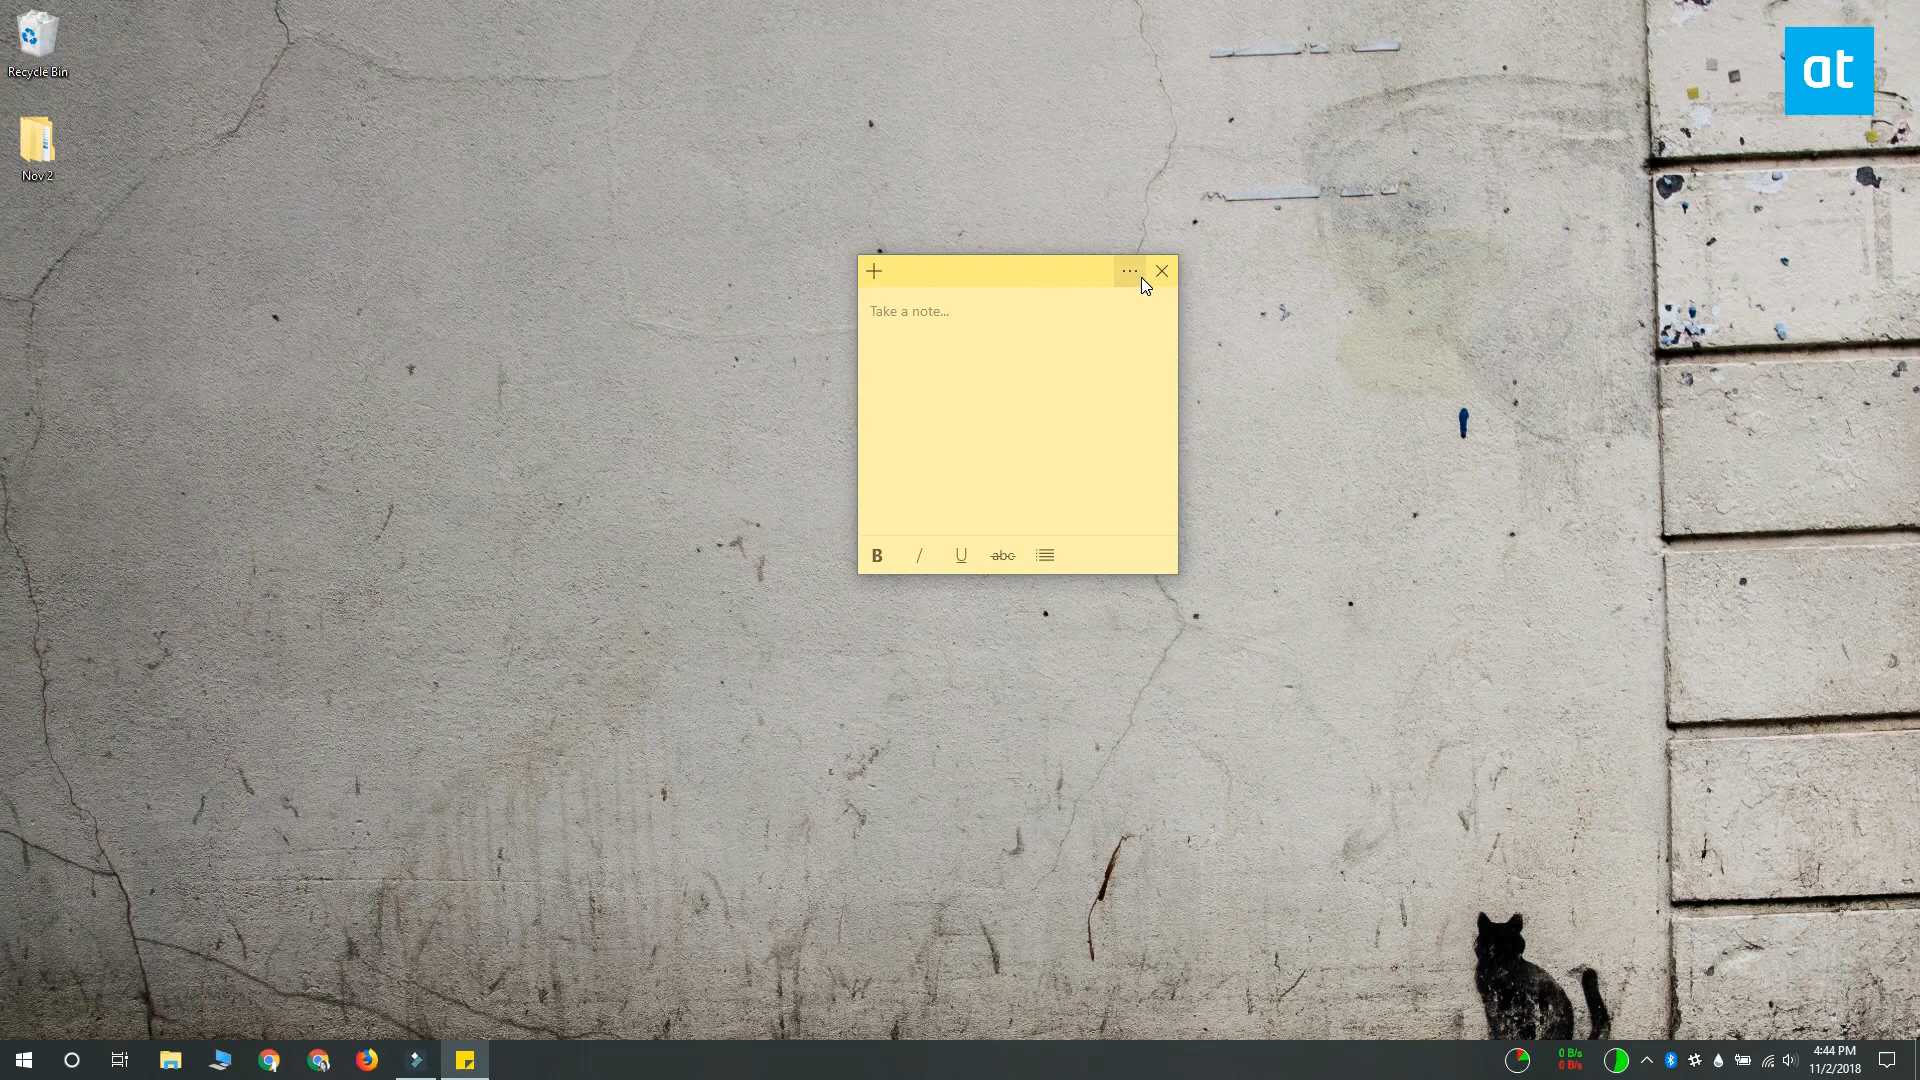 Recycle Bin
Nov 2
at
Take a note...
B / U abc
0 B/s
0 B/s
4:44 PM
11/2/2018